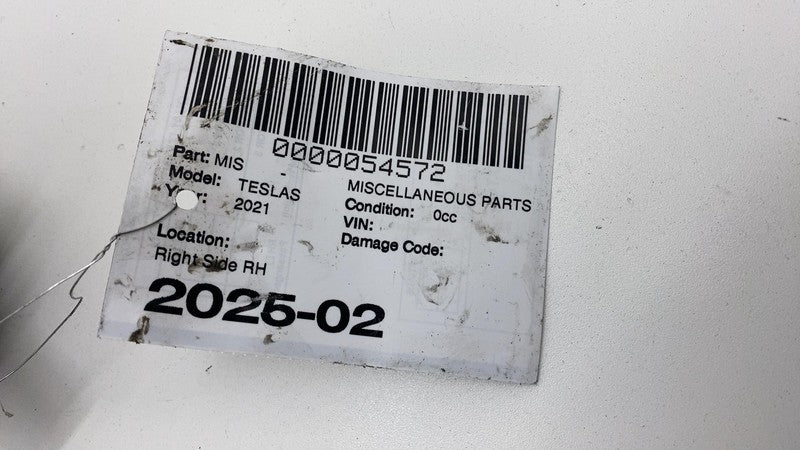 0000054572
Part: MIS - MISCELLANEOUS PARTS
Model: TESLAS Condition: 0cc
Year: 2021 VIN:
Damage Code:
Location:
Right Side RH
2025-02